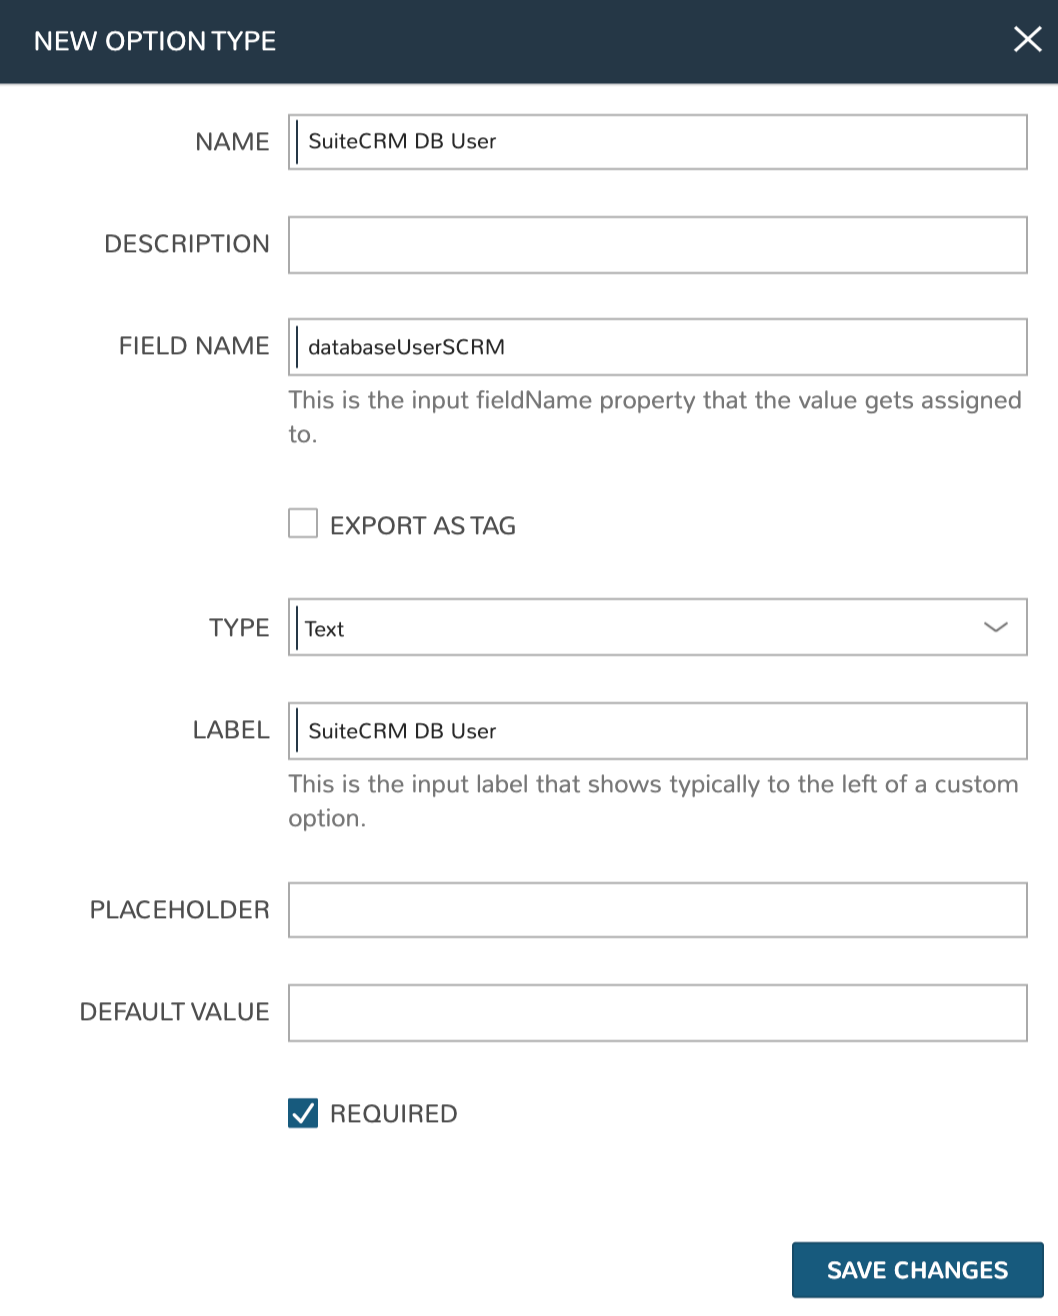 NEW OPTION TYPE
NAME SuiteCRM DB User
DESCRIPTION
FIELD NAME databaseUserSCRM
This is the input fieldName property that the value gets assigned
to.
EXPORT AS TAG
TYPE Text
LABEL SuiteCRM DB User
This is the input label that shows typically to the left of a custom
option.
PLACEHOLDER
DEFAULT VALUE
REQUIRED
SAVE CHANGES